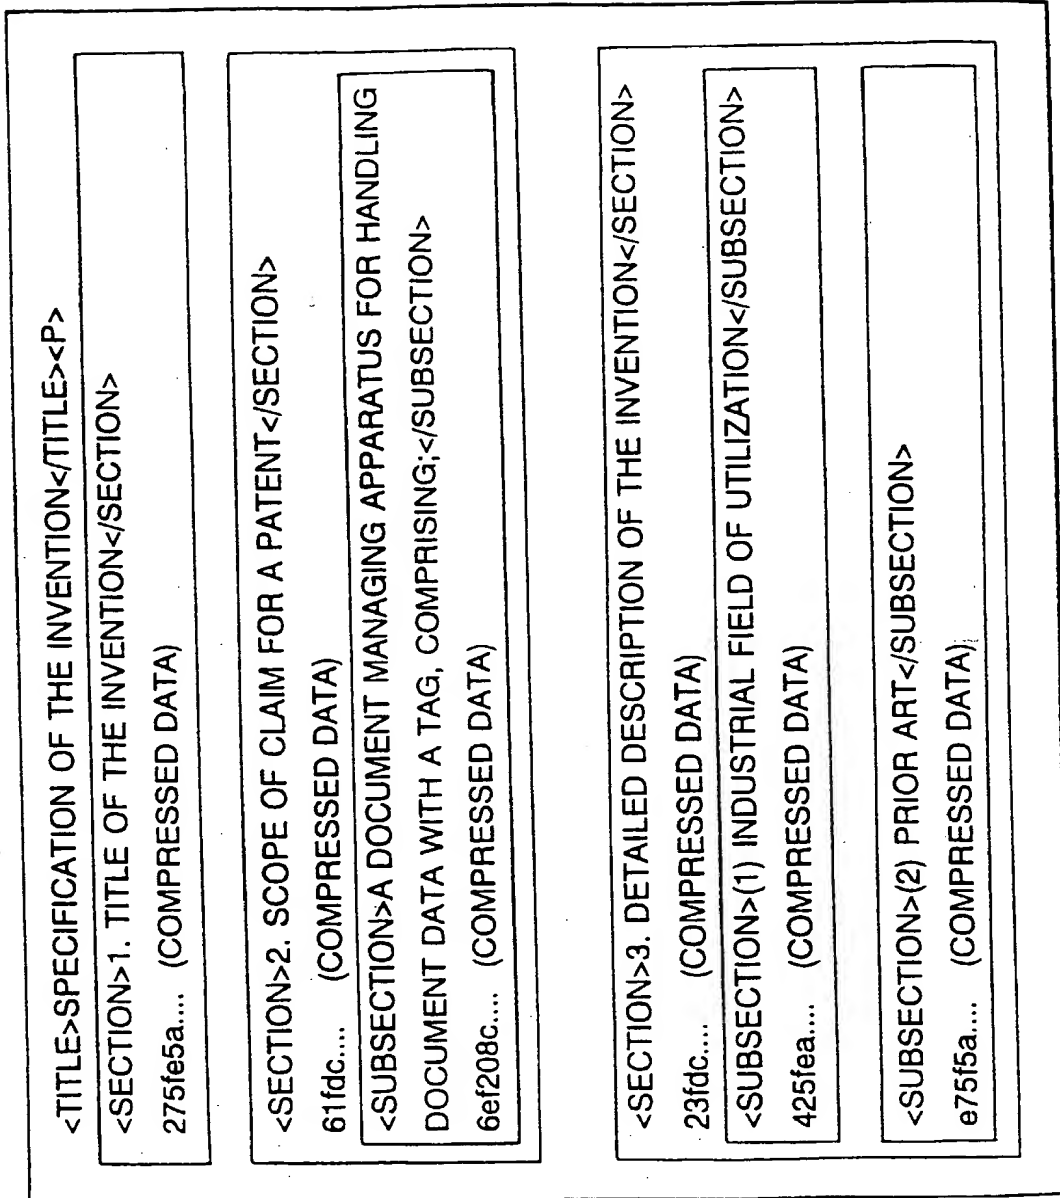 <TITLE>SPECIFICATION OF THE INVENTION</TITLE><P>
<SECTION>1. TITLE OF THE INVENTION</SECTION>
275fe5a.... (COMPRESSED DATA)
<SECTION>2. SCOPE OF CLAIM FOR A PATENT</SECTION>
61fdc.... (COMPRESSED DATA)
<SUBSECTION>A DOCUMENT MANAGING APPARATUS FOR HANDLING
DOCUMENT DATA WITH A TAG, COMPRISING;</SUBSECTION>
6ef208c.... (COMPRESSED DATA)
<SECTION>3. DETAILED DESCRIPTION OF THE INVENTION</SECTION>
23fdc.... (COMPRESSED DATA)
<SUBSECTION>(1) INDUSTRIAL FIELD OF UTILIZATION</SUBSECTION>
425fea.... (COMPRESSED DATA)
<SUBSECTION>(2) PRIOR ART</SUBSECTION>
e75f5a.... (COMPRESSED DATA)